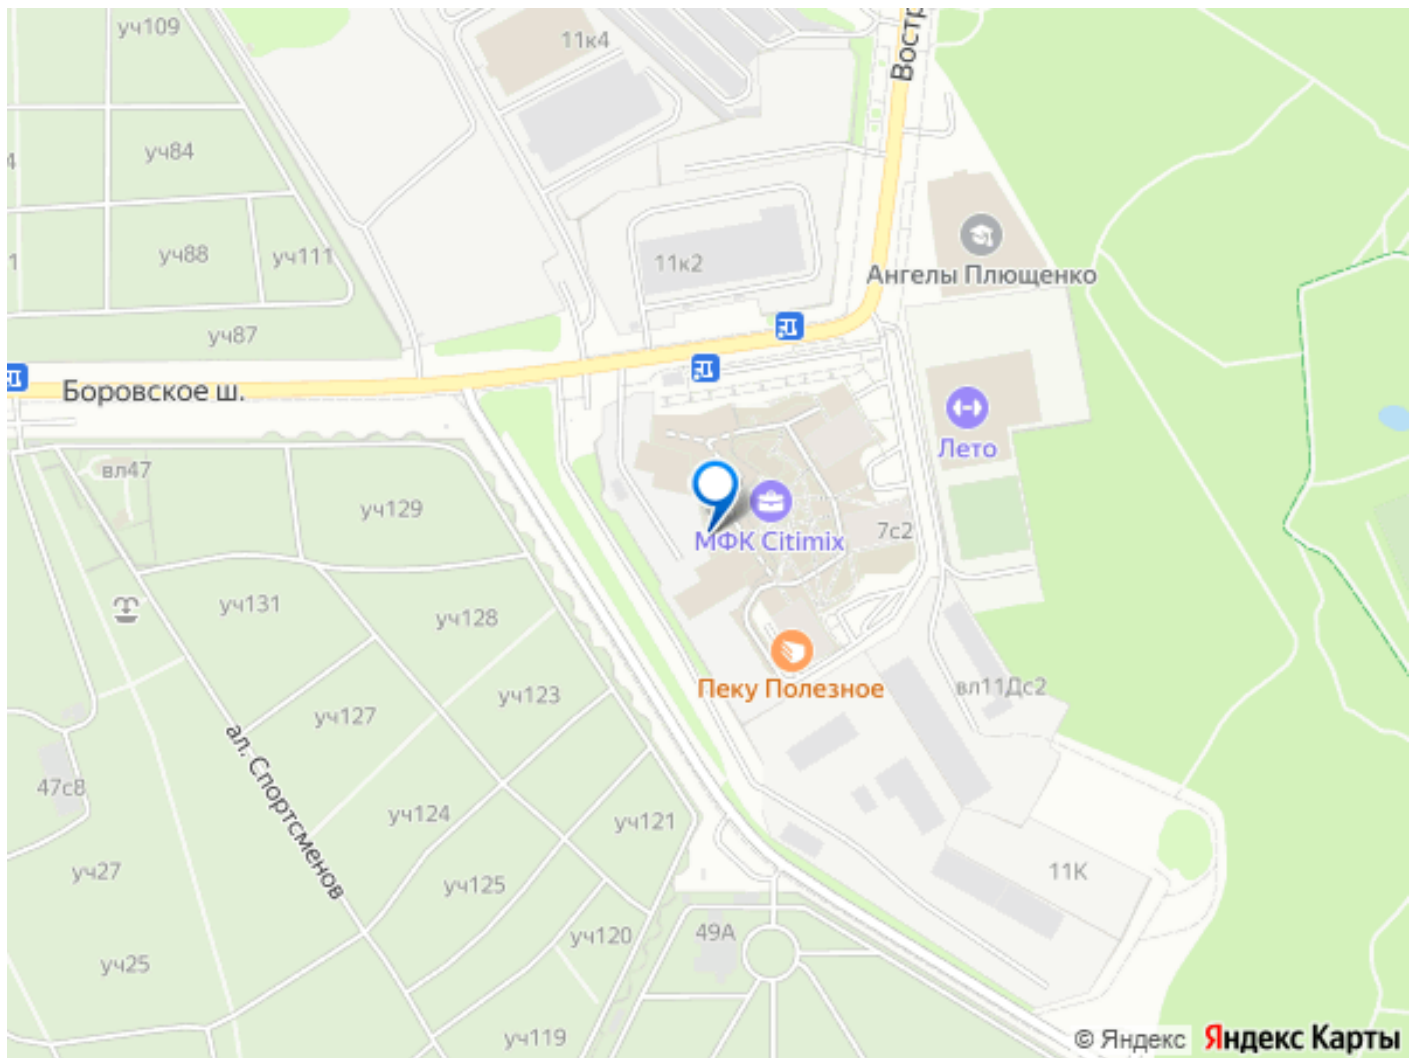 уч109
11к4
Востр
уч84
4
Ангелы Плющенко
уч88
уч111
11к2
1
уч87
Боровское ш.
Лето
вл47
уч129
7с2
МФК Citimix
уч131
уч128
Пеку Полезное
вл11Дс2
уч123
уч127
ал. Спортсменов
47с8
уч124
уч121
уч27
уч125
11К
49А
уч120
уч25
уч119
© Яндекс Яндекс Карты